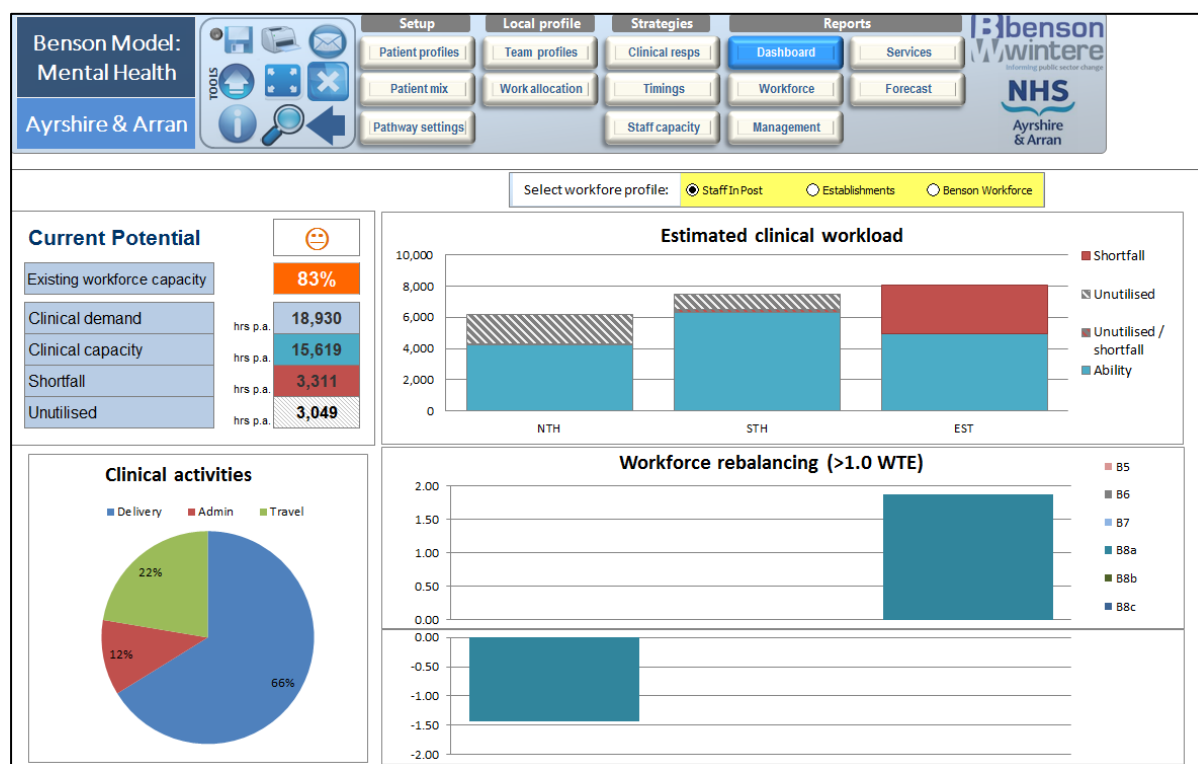 Benson Model:
Mental Health
Ayrshire & Arran
TOOLS
Setup
Local profile
Strategies
Reports
Patient profiles
Team profiles
Clinical resps
Dashboard
Services
Patient mix
Work allocation
Timings
Workforce
Forecast
Pathway settings
Staff capacity
Management
benson
wintere
Informing public sector change
NHS
Ayrshire
& Arran
Select workfore profile:
Staff In Post
Establishments
Benson Workforce
Current Potential
Existing workforce capacity
83%
Clinical demand
hrs p.a.
18,930
Clinical capacity
hrs p.a.
15,619
Shortfall
hrs p.a.
3,311
Unutilised
hrs p.a.
3,049
Estimated clinical workload
10,000
8,000
6,000
4,000
2,000
0
NTH
STH
EST
Shortfall
Unutilised
Unutilised /
shortfall
Ability
Clinical activities
Delivery
Admin
Travel
22%
12%
66%
Workforce rebalancing (>1.0 WTE)
2.00
1.50
1.00
0.50
0.00
0.00
-0.50
-1.00
-1.50
-2.00
B5
B6
B7
B8a
B8b
B8c